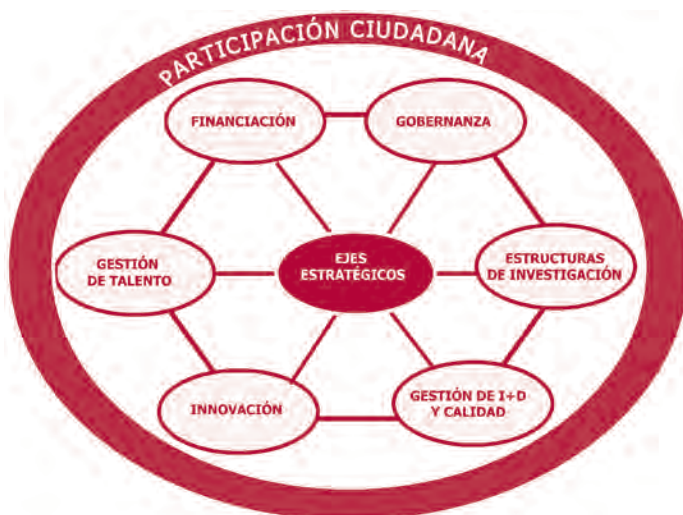 PARTICIPACIÓN CIUDADANA
FINANCIACIÓN
GOBERNANZA
GESTIÓN
DE TALENTO
EJES
ESTRATÉGICOS
ESTRUCTURAS
DE INVESTIGACIÓN
INNOVACIÓN
GESTIÓN DE I+D
Y CALIDAD